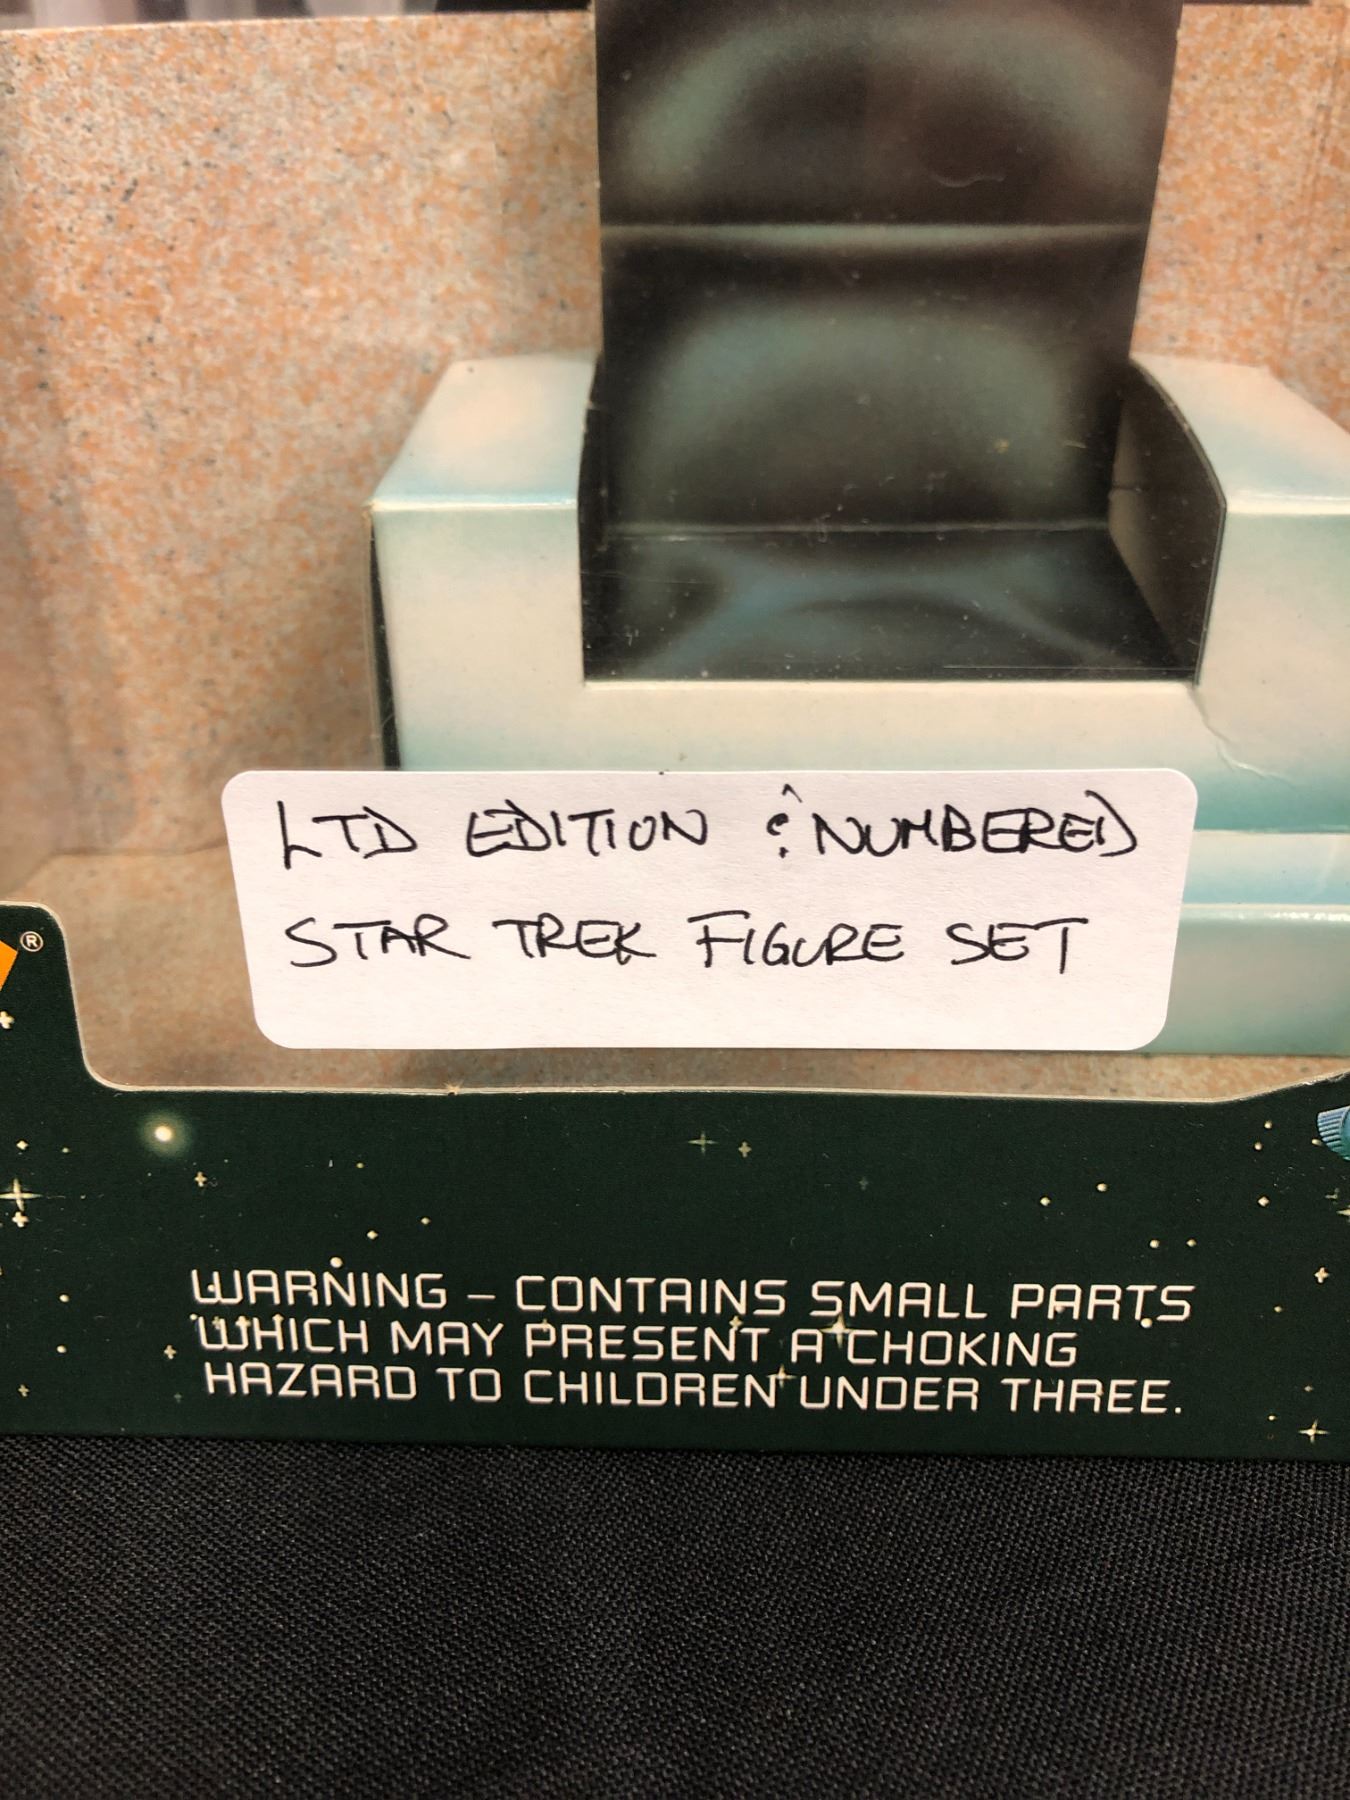 LTD EDITION & NUMBERED
STAR TREK FIGURE SET
®
WARNING – CONTAINS SMALL PARTS
WHICH MAY PRESENT A CHOKING
HAZARD TO CHILDREN UNDER THREE.